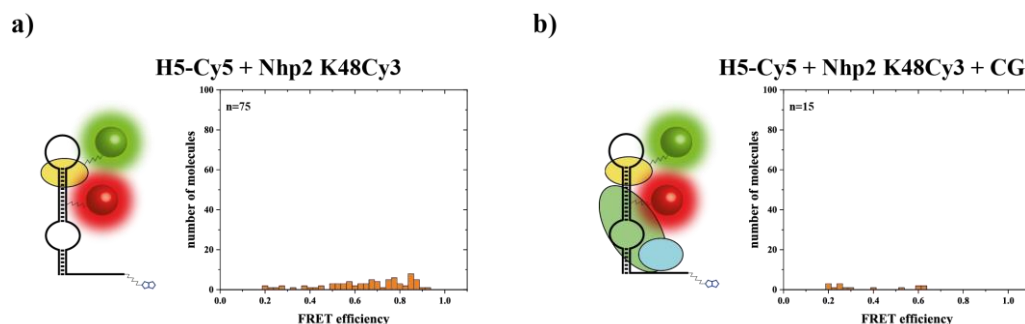 a)
H5-Cy5 + Nhp2 K48Cy3
n=75
number of molecules
100
80
60
40
20
0
0.0 0.2 0.4 0.6 0.8 1.0
FRET efficiency
b)
H5-Cy5 + Nhp2 K48Cy3 + CG
n=15
number of molecules
100
80
60
40
20
0
0.0 0.2 0.4 0.6 0.8 1.0
FRET efficiency